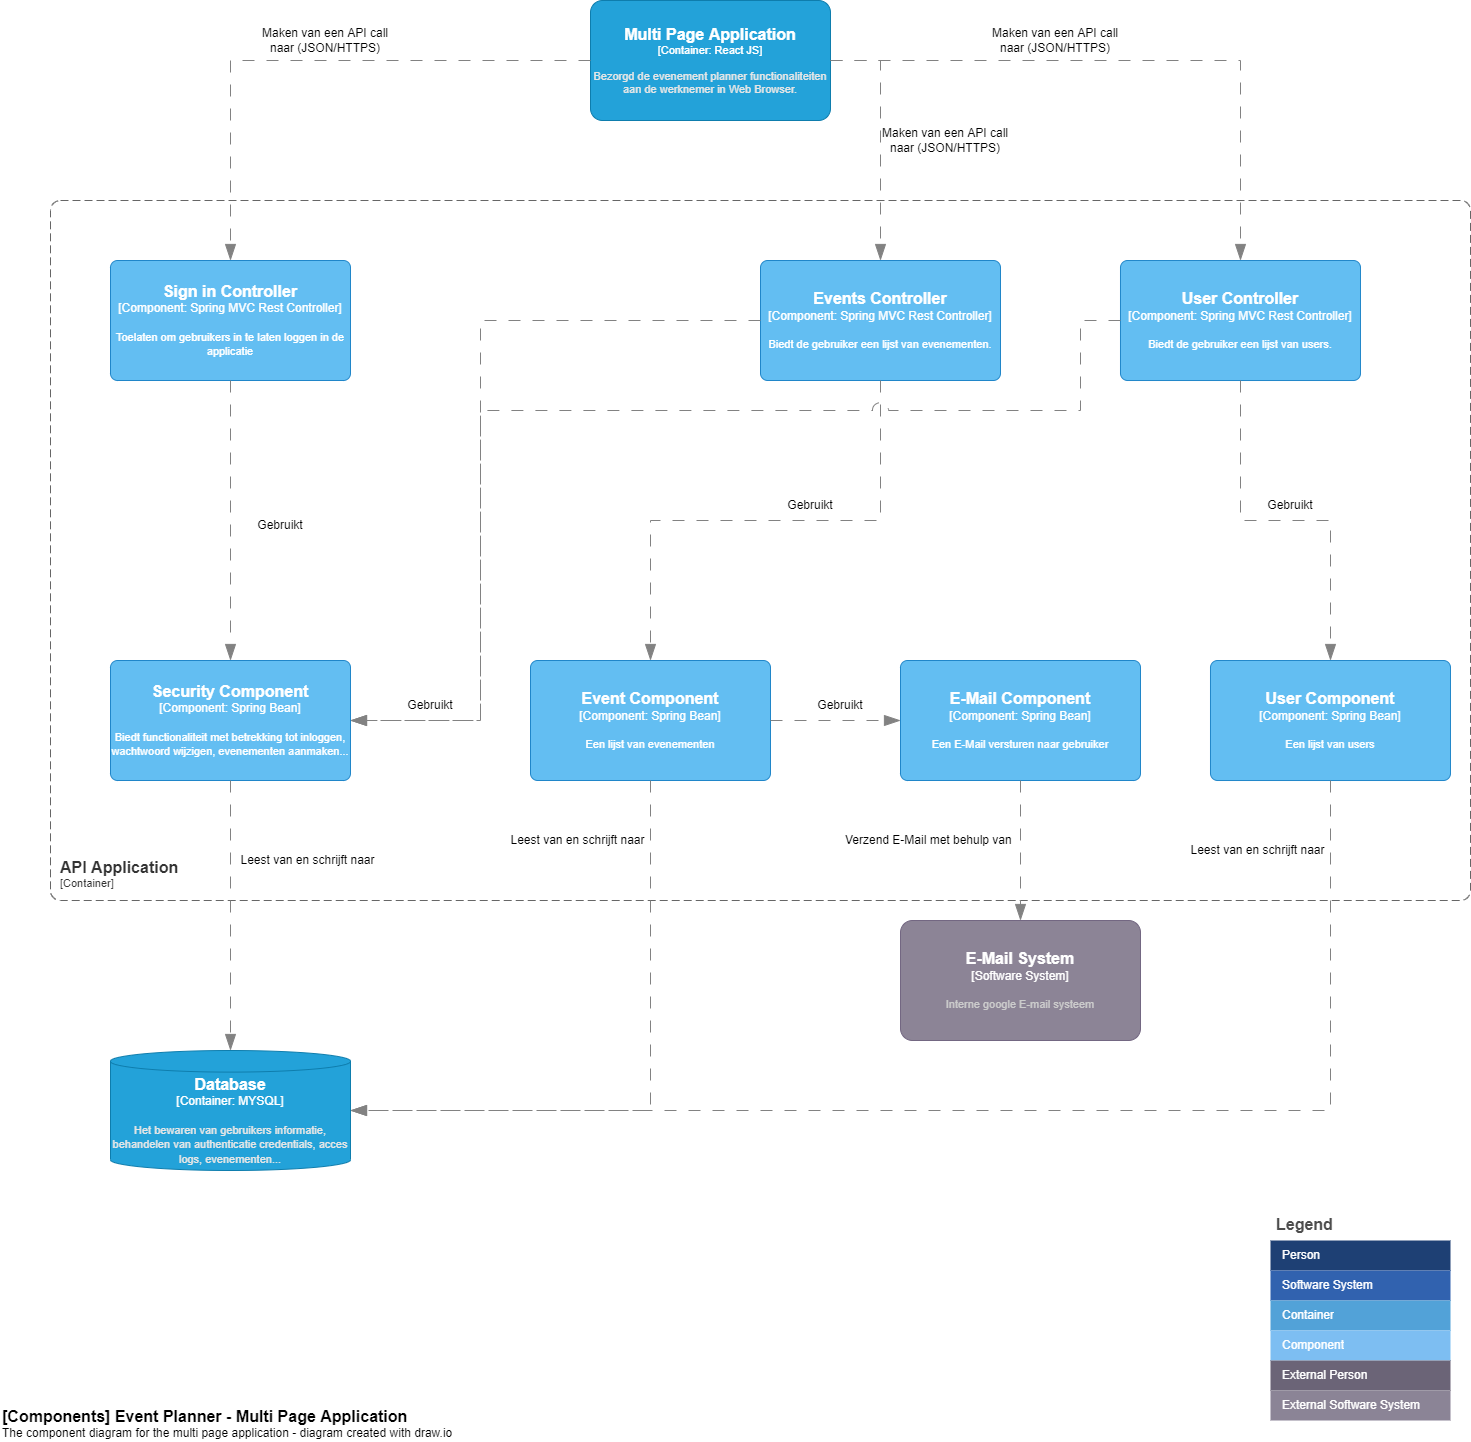 Maken van een API call
naar (JSON/HTTPS)
Multi Page Application
[Container: React JS]
Bezorgd de evenement planner functionaliteiten
aan de werknemer in Web Browser.
Maken van een API call
naar (JSON/HTTPS)
Maken van een API call
naar (JSON/HTTPS)
Sign in Controller
[Component: Spring MVC Rest Controller]
Toelaten om gebruikers in te laten loggen in de
applicatie
Events Controller
[Component: Spring MVC Rest Controller]
Biedt de gebruiker een lijst van evenementen.
User Controller
[Component: Spring MVC Rest Controller]
Biedt de gebruiker een lijst van users.
Gebruikt
Gebruikt
Gebruikt
Security Component
[Component: Spring Bean]
Biedt functionaliteit met betrekking tot inloggen,
wachtwoord wijzigen, evenementen aanmaken...
Gebruikt
Event Component
[Component: Spring Bean]
Een lijst van evenementen
Gebruikt
E-Mail Component
[Component: Spring Bean]
Een E-Mail versturen naar gebruiker
User Component
[Component: Spring Bean]
Een lijst van users
Leest van en schrijft naar
Leest van en schrijft naar
Verzend E-Mail met behulp van
Leest van en schrijft naar
API Application
[Container]
E-Mail System
[Software System]
Interne google E-mail systeem
Database
[Container: MYSQL]
Het bewaren van gebruikers informatie,
behandelen van authenticatie credentials, acces
logs, evenementen...
Legend
Person
Software System
Container
Component
External Person
External Software System
[Components] Event Planner - Multi Page Application
The component diagram for the multi page application - diagram created with draw.io